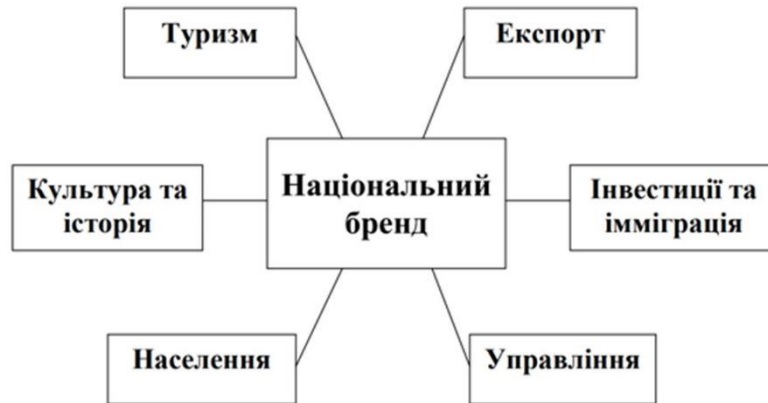 Туризм
Експорт
Національний
бренд
Культура та
історія
Інвестиції та
імміграція
Населення
Управління